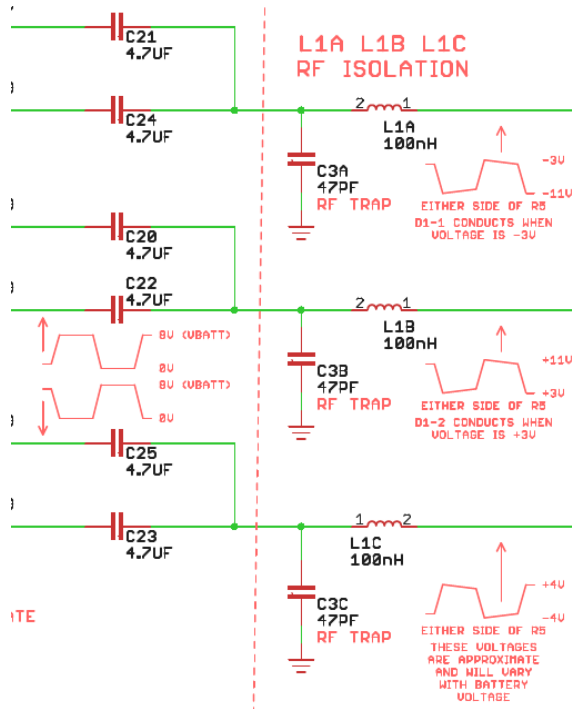 C21
4.7UF
L1A L1B L1C
RF ISOLATION
C24
4.7UF
2 1
L1A
100nH
C3A
47PF
RF TRAP
-3V
-11V
EITHER SIDE OF R5
D1-1 CONDUCTS WHEN
VOLTAGE IS -3V
C20
4.7UF
C22
4.7UF
2 1
L1B
100nH
8V (VBATT)
0V
8V (VBATT)
0V
C3B
47PF
RF TRAP
+11V
+3V
EITHER SIDE OF R5
D1-2 CONDUCTS WHEN
VOLTAGE IS +3V
C25
4.7UF
C23
4.7UF
1 2
L1C
100nH
C3C
47PF
RF TRAP
+4V
-4V
EITHER SIDE OF R5
THESE VOLTAGES
ARE APPROXIMATE
AND WILL VARY
WITH BATTERY
VOLTAGE